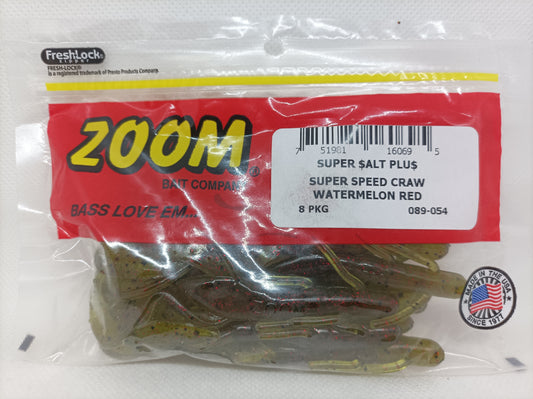 FreshLock®
ZIPPER
FRESH-LOCK®
is a registered trademark of Presto Products Company.
ZOOM®
BAIT COMPANY
BASS LOVE EM...
7 51981 16069 5
SUPER $ALT PLU$
SUPER SPEED CRAW
WATERMELON RED
8 PKG 089-054
MADE IN THE USA
SINCE 1977